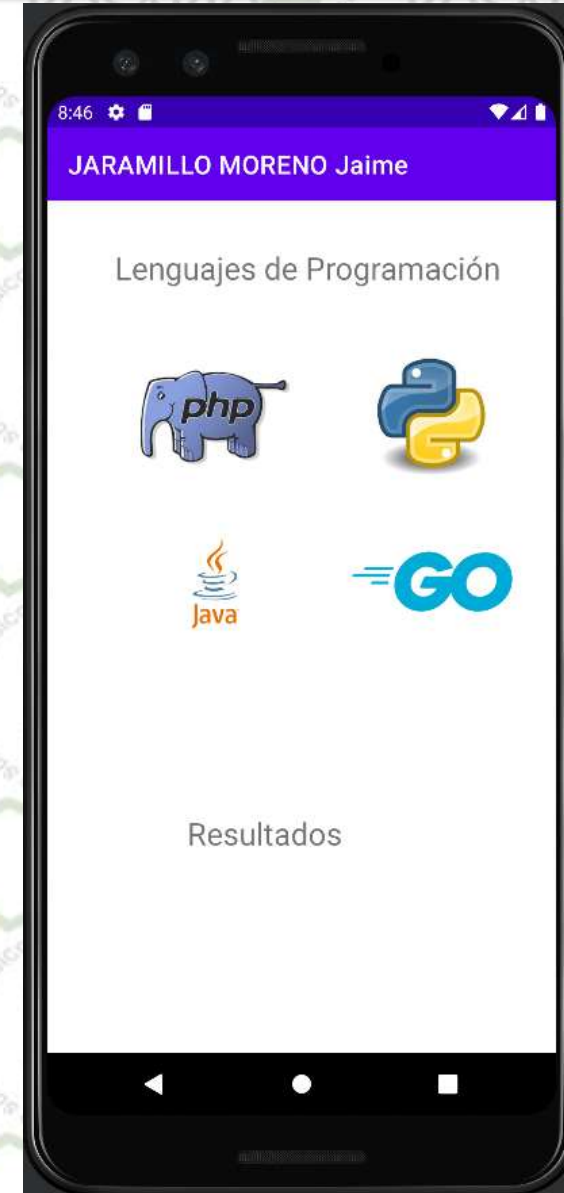 8:46
JARAMILLO MORENO Jaime
Lenguajes de Programación
php
Java
GO
Resultados